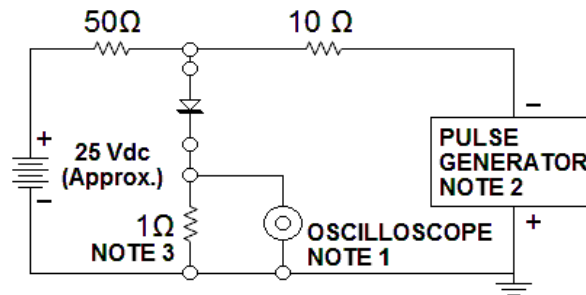 50Ω
10 Ω
+
25 Vdc
(Approx.)
−
−
PULSE
GENERATOR
NOTE 2
+
1Ω
NOTE 3
OSCILLOSCOPE
NOTE 1